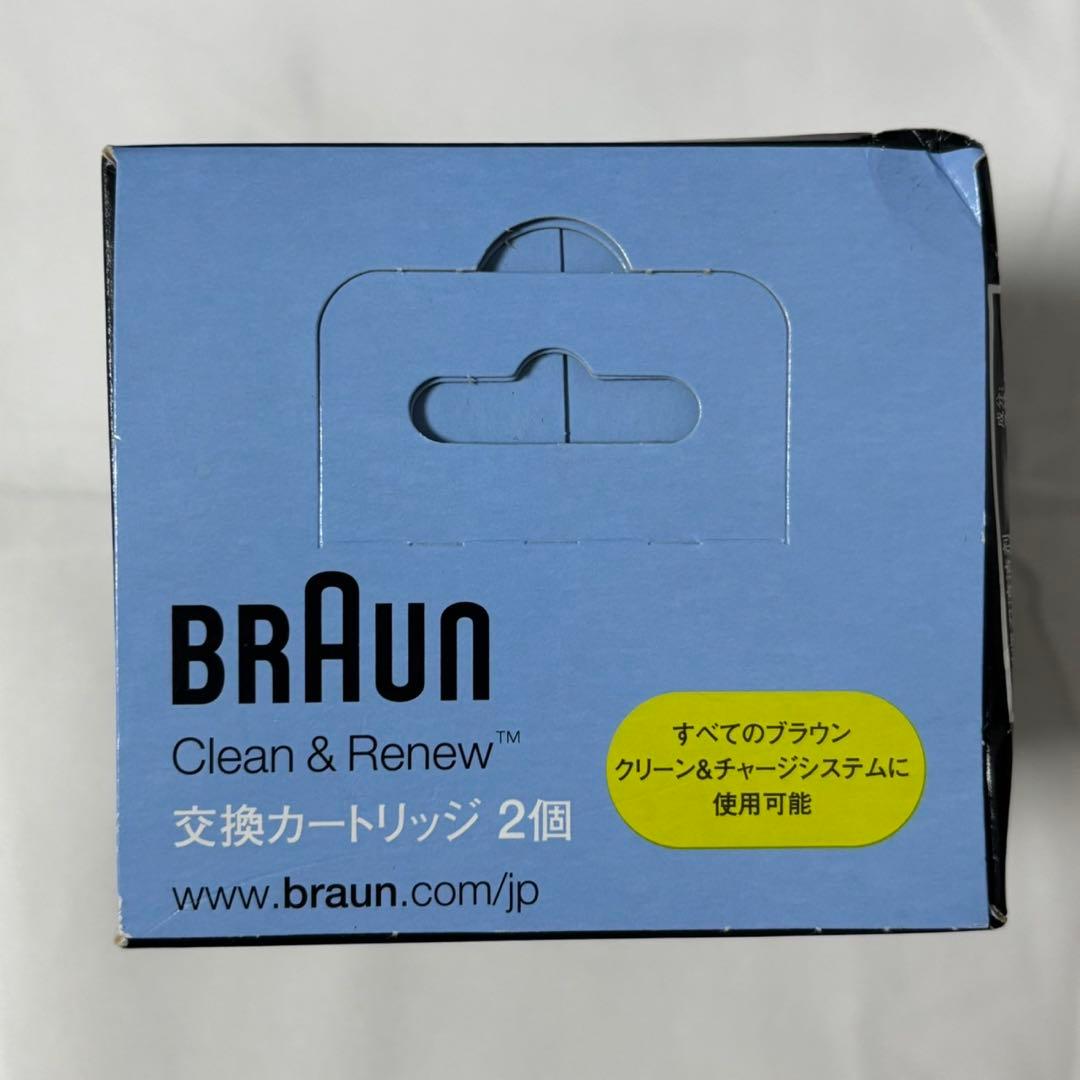 BRAUN
Clean & Renew™
交換カートリッジ 2個
www.braun.com/jp
すべてのブラウン
クリーン&チャージシステムに
使用可能